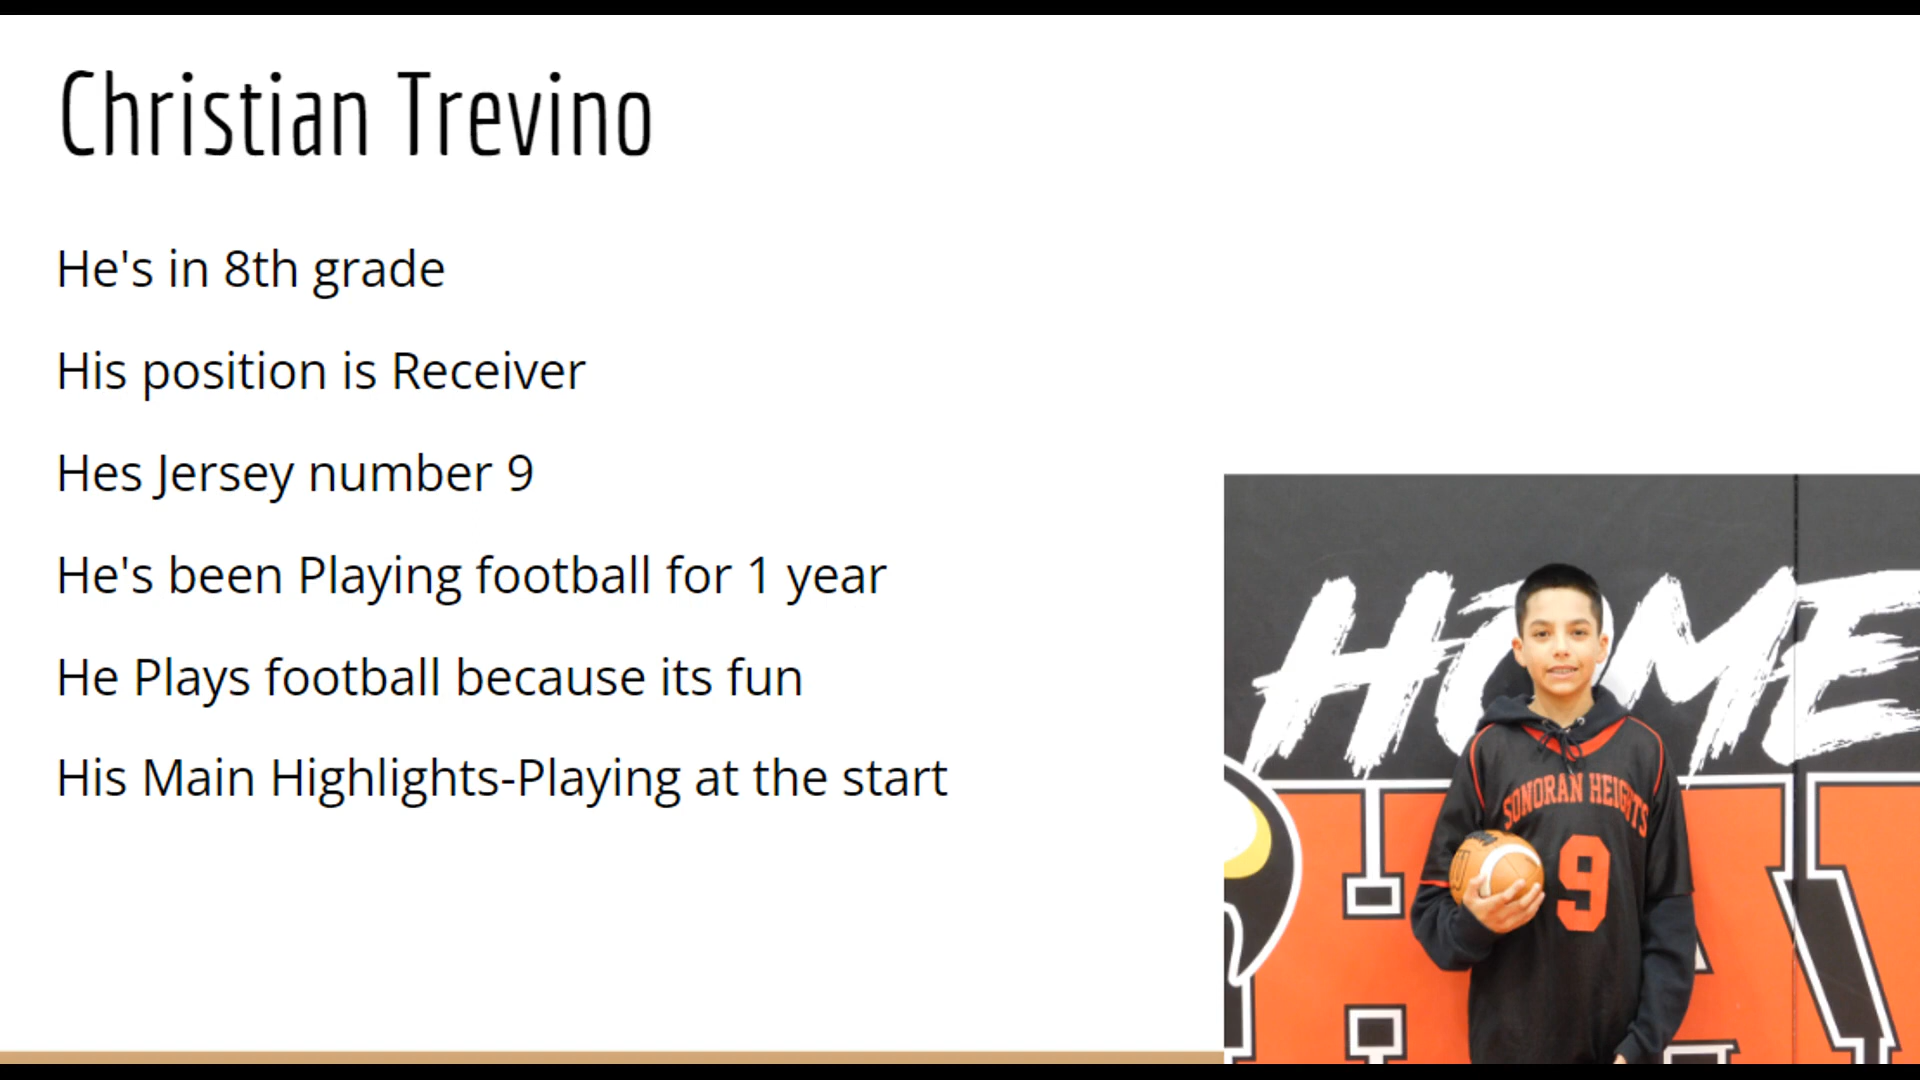 Christian Trevino
He's in 8th grade
His position is Receiver
Hes Jersey number 9
He's been Playing football for 1 year
He Plays football because its fun
His Main Highlights-Playing at the start
HOME
SONORAN HEIGHTS
9
HA